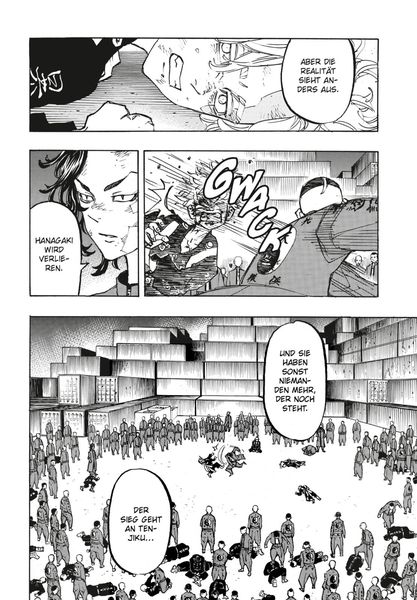 ABER DIE
REALITÄT
SIEHT AN-
DERS AUS.
GWACK
HANAGAKI
WIRD
VERLIE-
REN.
UND SIE
HABEN
SONST
NIEMAN-
DEN MEHR,
DER NOCH
STEHT.
DER
SIEG GEHT
AN TEN-
JIKU...